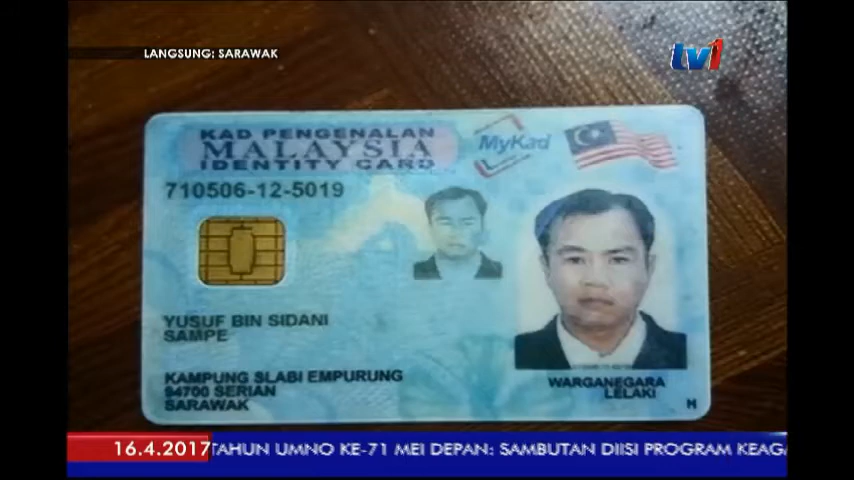 LANGSUNG: SARAWAK
tv1
KAD PENGENALAN
MALAYSIA
IDENTITY CARD
MyKad
710506-12-5019
YUSUF BIN SIDANI
SAMPE
KAMPUNG SLABI EMPURUNG
94700 SERIAN
SARAWAK
WARGANEGARA
LELAKI
H
16.4.2017 TAHUN UMNO KE-71 MEI DEPAN: SAMBUTAN DIISI PROGRAM KEAGA